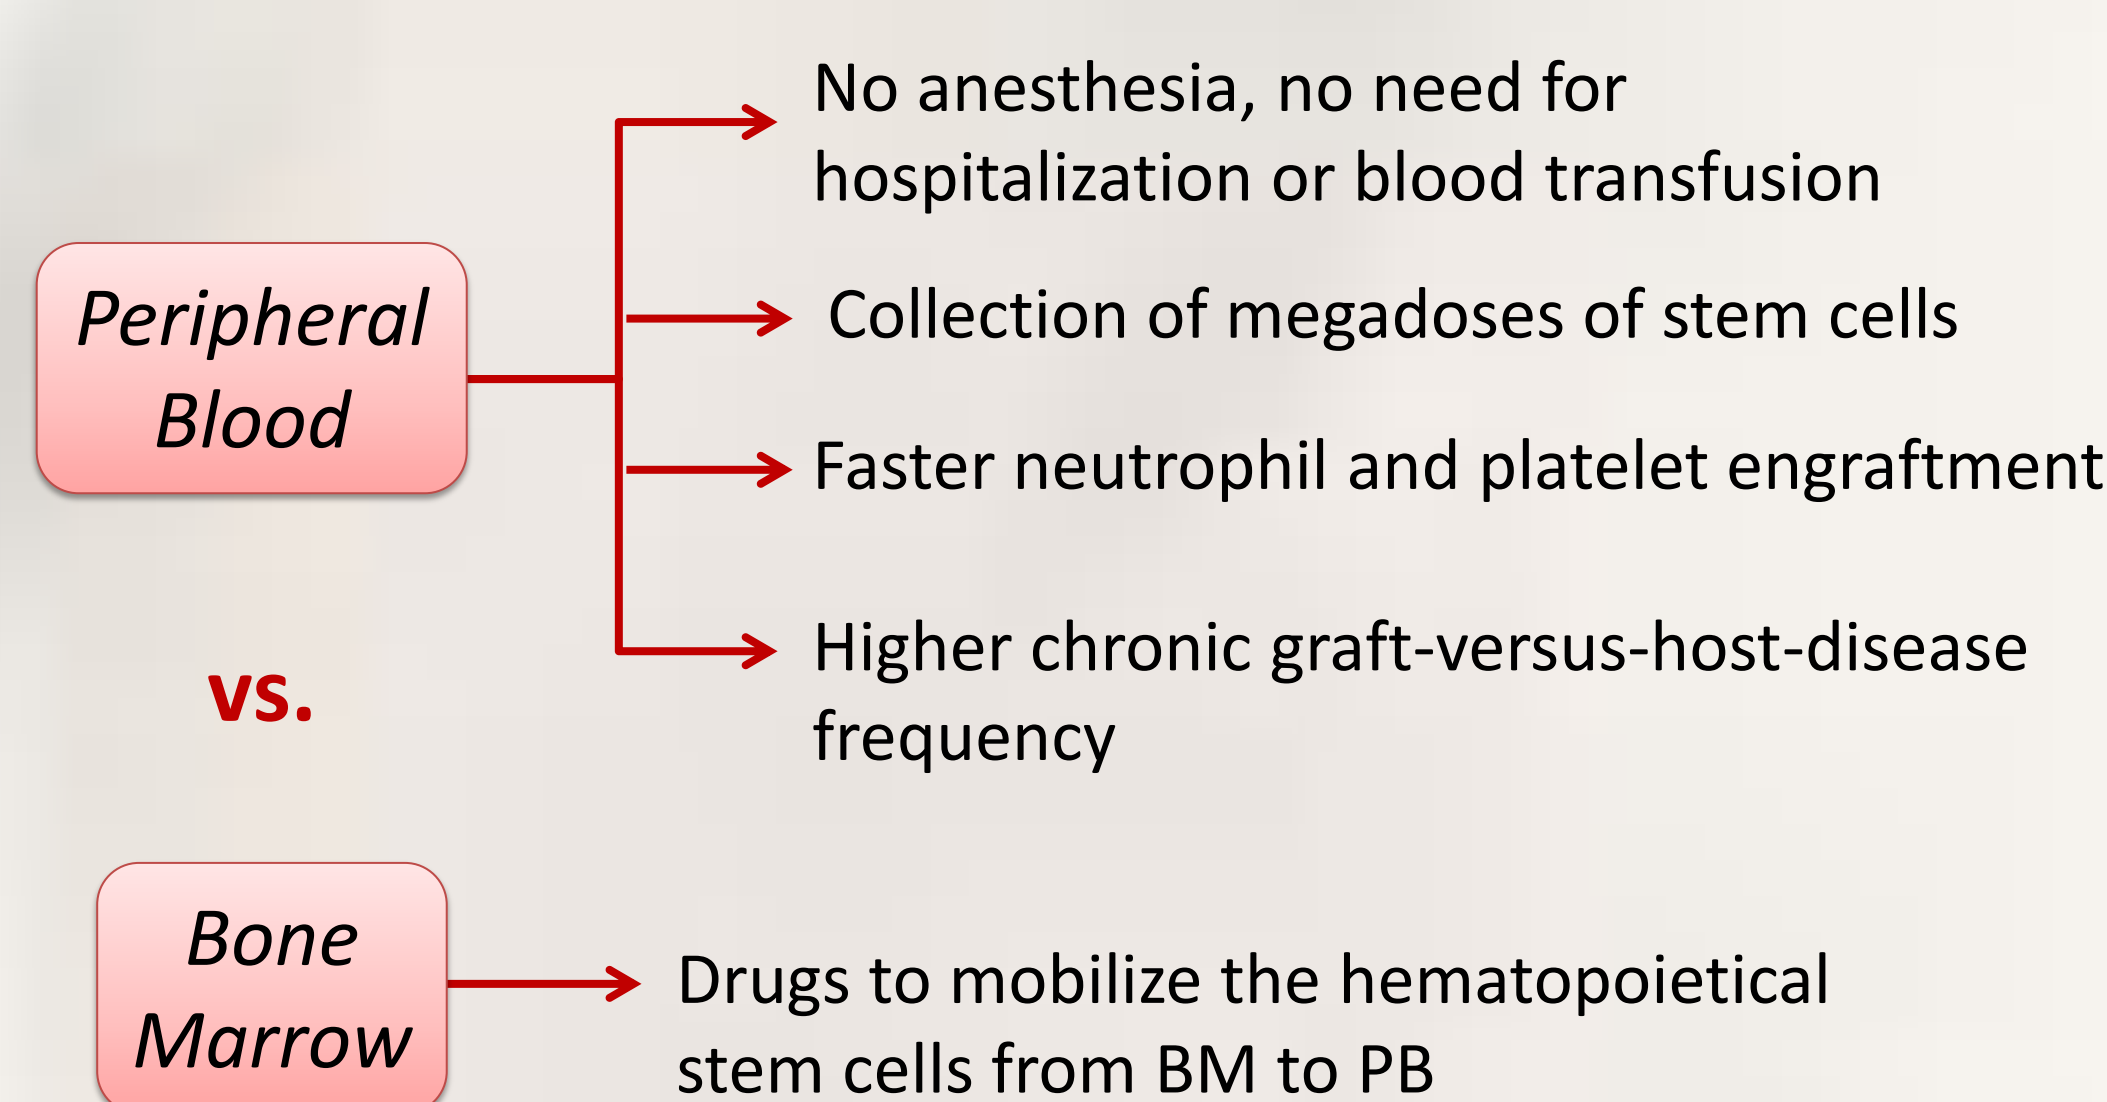 No anesthesia, no need for
hospitalization or blood transfusion
Peripheral
Blood
Collection of megadoses of stem cells
Faster neutrophil and platelet engraftment
Higher chronic graft-versus-host-disease
frequency
vs.
Bone
Marrow
Drugs to mobilize the hematopoietical
stem cells from BM to PB